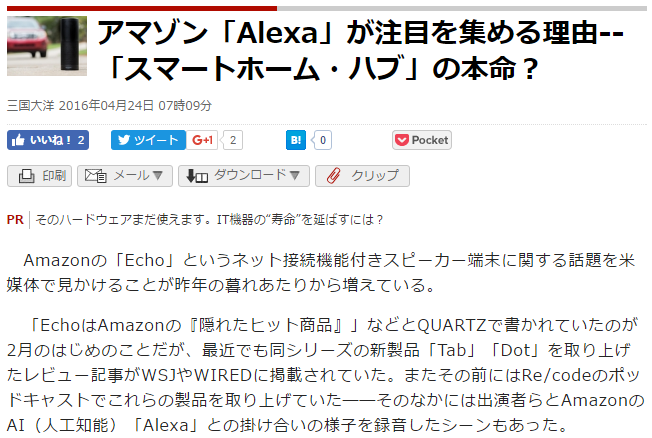 アマゾン「Alexa」が注目を集める理由--
「スマートホーム・ハブ」の本命？
三国大洋 2016年04月24日 07時09分
いいね！ 2 ツイート G+1 2 B! 0 Pocket
印刷 メール▼ ダウンロード▼ クリップ
PR｜そのハードウェアまだ使えます。IT機器の“寿命”を延ばすには？
Amazonの「Echo」というネット接続機能付きスピーカー端末に関する話題を米
媒体で見かけることが昨年の暮れあたりから増えている。
「EchoはAmazonの『隠れたヒット商品』」などとQUARTZで書かれていたのが
2月のはじめのことだが、最近でも同シリーズの新製品「Tab」「Dot」を取り上げ
たレビュー記事がWSJやWIREDに掲載されていた。またその前にはRe/codeのポッ
ドキャストでこれらの製品を取り上げていた――そのなかには出演者らとAmazonの
AI（人工知能）「Alexa」との掛け合いの様子を録音したシーンもあった。